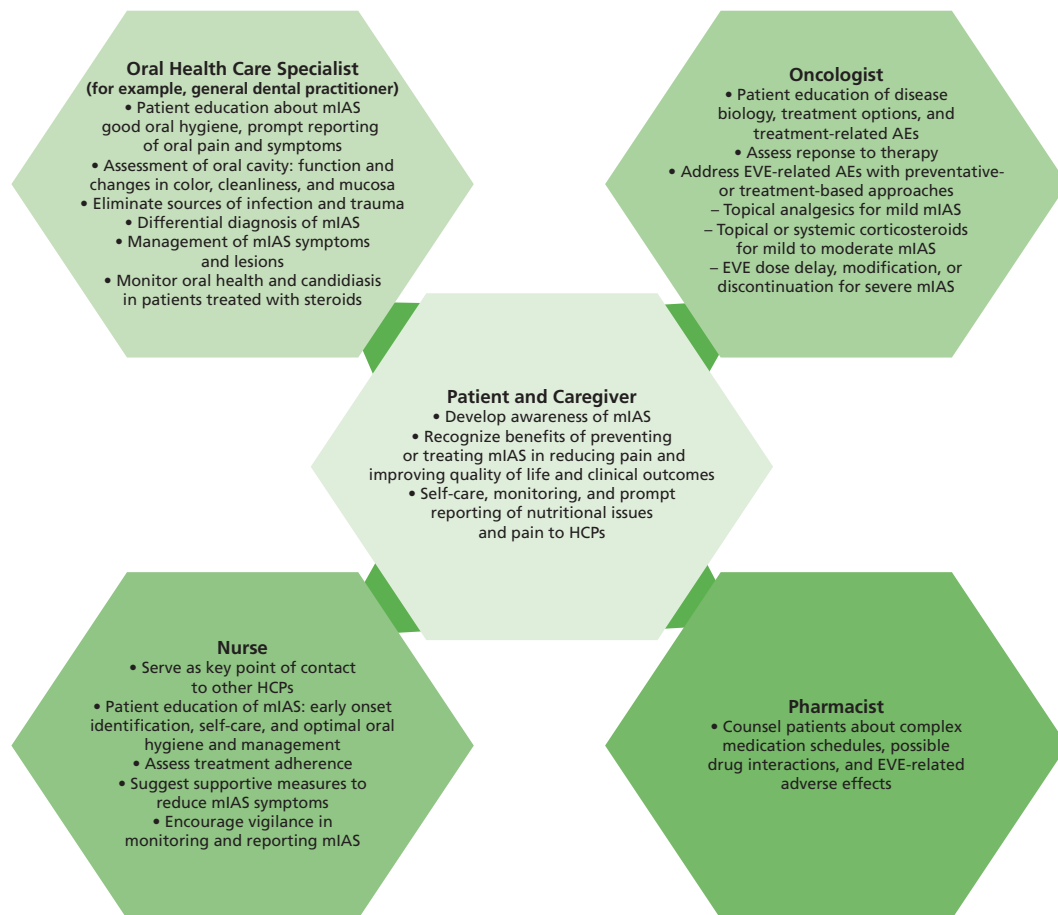 Oral Health Care Specialist
(for example, general dental practitioner)
• Patient education about mIAS
good oral hygiene, prompt reporting
of oral pain and symptoms
• Assessment of oral cavity: function and
changes in color, cleanliness, and mucosa
• Eliminate sources of infection and trauma
• Differential diagnosis of mIAS
• Management of mIAS symptoms
and lesions
• Monitor oral health and candidiasis
in patients treated with steroids
Oncologist
• Patient education of disease
biology, treatment options, and
treatment-related AEs
• Assess reponse to therapy
• Address EVE-related AEs with preventative-
or treatment-based approaches
– Topical analgesics for mild mIAS
– Topical or systemic corticosteroids
for mild to moderate mIAS
– EVE dose delay, modification, or
discontinuation for severe mIAS
Patient and Caregiver
• Develop awareness of mIAS
• Recognize benefits of preventing
or treating mIAS in reducing pain and
improving quality of life and clinical outcomes
• Self-care, monitoring, and prompt
reporting of nutritional issues
and pain to HCPs
Nurse
• Serve as key point of contact
to other HCPs
• Patient education of mIAS: early onset
identification, self-care, and optimal oral
hygiene and management
• Assess treatment adherence
• Suggest supportive measures to
reduce mIAS symptoms
• Encourage vigilance in
monitoring and reporting mIAS
Pharmacist
• Counsel patients about complex
medication schedules, possible
drug interactions, and EVE-related
adverse effects